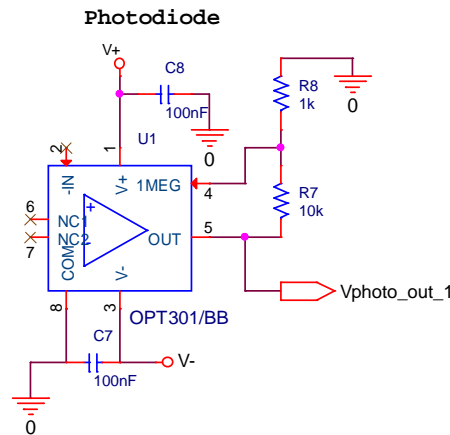 Photodiode
V+
C8
100nF
0
R8
1k
0
U1
2
1
-IN
V+
1MEG
4
R7
10k
6
NC1
+
7
NC2
-
OUT
5
COM
V-
Vphoto_out_1
8
3
OPT301/BB
C7
100nF
V-
0